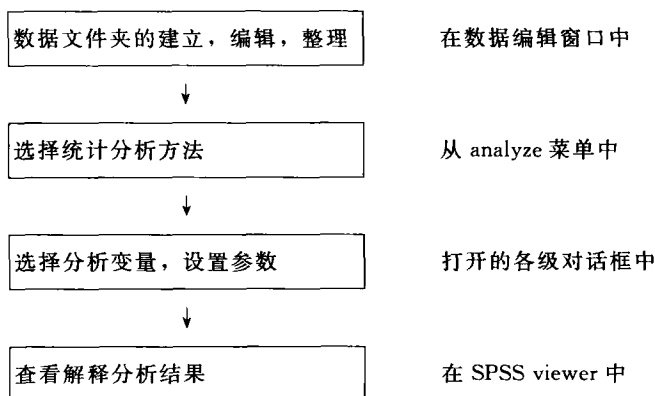 数据文件夹的建立，编辑，整理 在数据编辑窗口中
选择统计分析方法 从 analyze 菜单中
选择分析变量，设置参数 打开的各级对话框中
查看解释分析结果 在 SPSS viewer 中